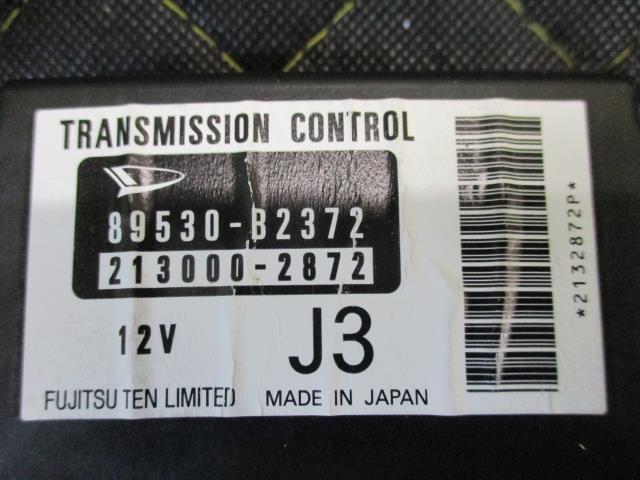 TRANSMISSION CONTROL
89530-B2372
213000-2872
12V J3
FUJITSU TEN LIMITED MADE IN JAPAN
*2132872P*